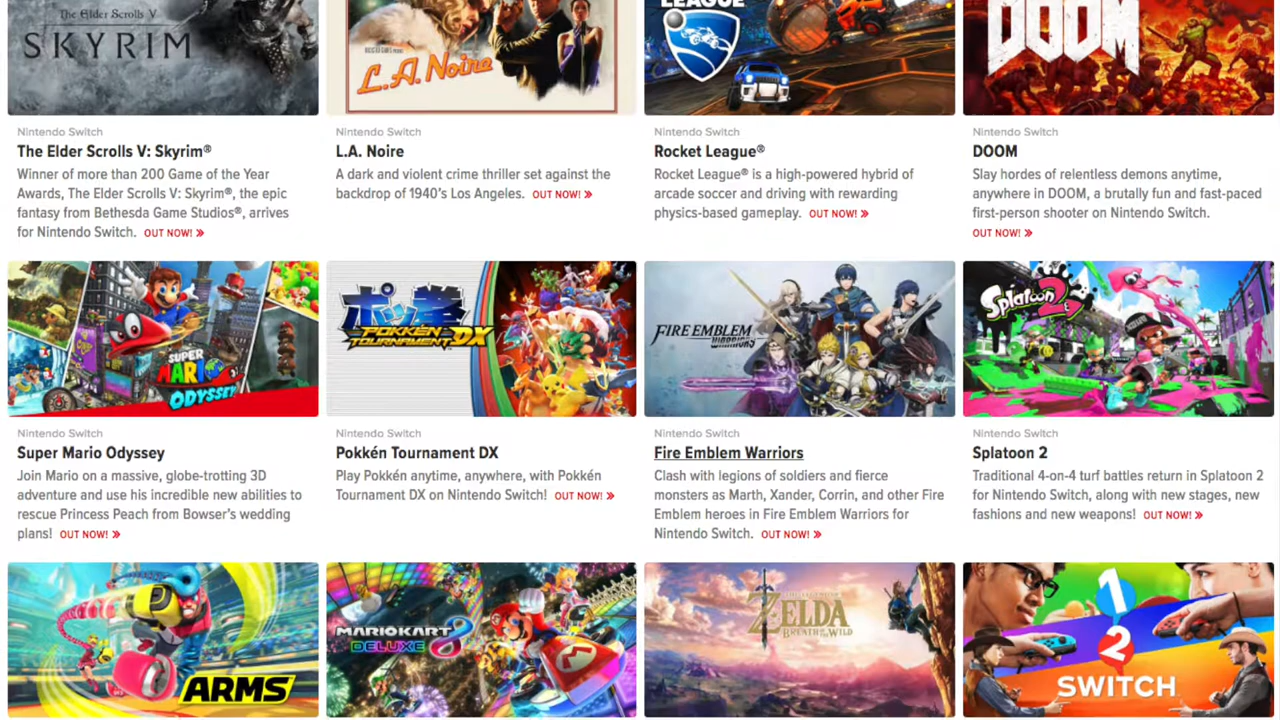 The Elder Scrolls V
SKYRIM
L.A. Noire
LEAGUE
DOOM
Nintendo Switch
The Elder Scrolls V: Skyrim®
Winner of more than 200 Game of the Year
Awards, The Elder Scrolls V: Skyrim®, the epic
fantasy from Bethesda Game Studios®, arrives
for Nintendo Switch. OUT NOW! »
Nintendo Switch
L.A. Noire
A dark and violent crime thriller set against the
backdrop of 1940's Los Angeles. OUT NOW! »
Nintendo Switch
Rocket League®
Rocket League® is a high-powered hybrid of
arcade soccer and driving with rewarding
physics-based gameplay. OUT NOW! »
Nintendo Switch
DOOM
Slay hordes of relentless demons anytime,
anywhere in DOOM, a brutally fun and fast-paced
first-person shooter on Nintendo Switch.
OUT NOW! »
SUPER
MARIO
ODYSSEY
ポッ拳
POKKÉN
TOURNAMENT DX
FIRE EMBLEM
WARRIORS
Splatoon 2
Nintendo Switch
Super Mario Odyssey
Join Mario on a massive, globe-trotting 3D
adventure and use his incredible new abilities to
rescue Princess Peach from Bowser's wedding
plans! OUT NOW! »
Nintendo Switch
Pokkén Tournament DX
Play Pokkén anytime, anywhere, with Pokkén
Tournament DX on Nintendo Switch! OUT NOW! »
Nintendo Switch
Fire Emblem Warriors
Clash with legions of soldiers and fierce
monsters as Marth, Xander, Corrin, and other Fire
Emblem heroes in Fire Emblem Warriors for
Nintendo Switch. OUT NOW! »
Nintendo Switch
Splatoon 2
Traditional 4-on-4 turf battles return in Splatoon 2
for Nintendo Switch, along with new stages, new
fashions and new weapons! OUT NOW! »
ARMS
MARIOKART 8
DELUXE
THE LEGEND OF
ZELDA
BREATH OF THE WILD
1
2
SWITCH